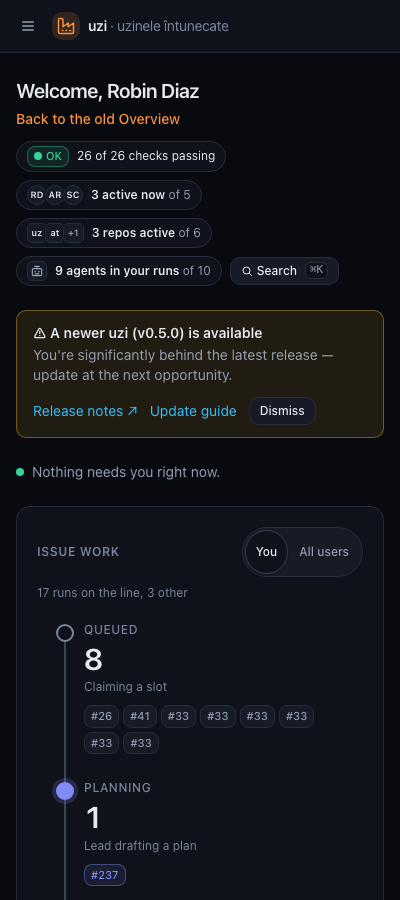 uzi · uzinele întunecate
Welcome, Robin Diaz
Back to the old Overview
OK 26 of 26 checks passing
RD AR SC 3 active now of 5
uz at +1 3 repos active of 6
9 agents in your runs of 10
Search ⌘K
A newer uzi (v0.5.0) is available
You're significantly behind the latest release —
update at the next opportunity.
Release notes ↗ Update guide Dismiss
Nothing needs you right now.
ISSUE WORK You All users
17 runs on the line, 3 other
QUEUED
8
Claiming a slot
#26 #41 #33 #33 #33 #33
#33 #33
PLANNING
1
Lead drafting a plan
#237